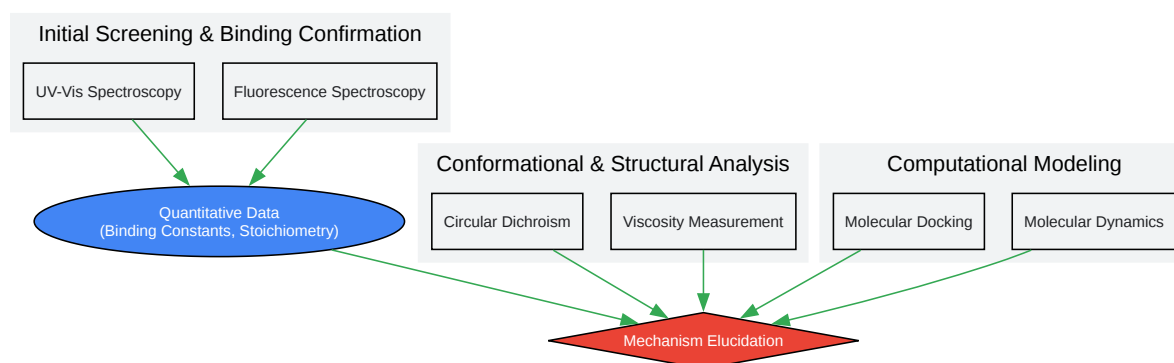 Initial Screening & Binding Confirmation
UV-Vis Spectroscopy
Fluorescence Spectroscopy
Quantitative Data
(Binding Constants, Stoichiometry)
Conformational & Structural Analysis
Circular Dichroism
Viscosity Measurement
Computational Modeling
Molecular Docking
Molecular Dynamics
Mechanism Elucidation